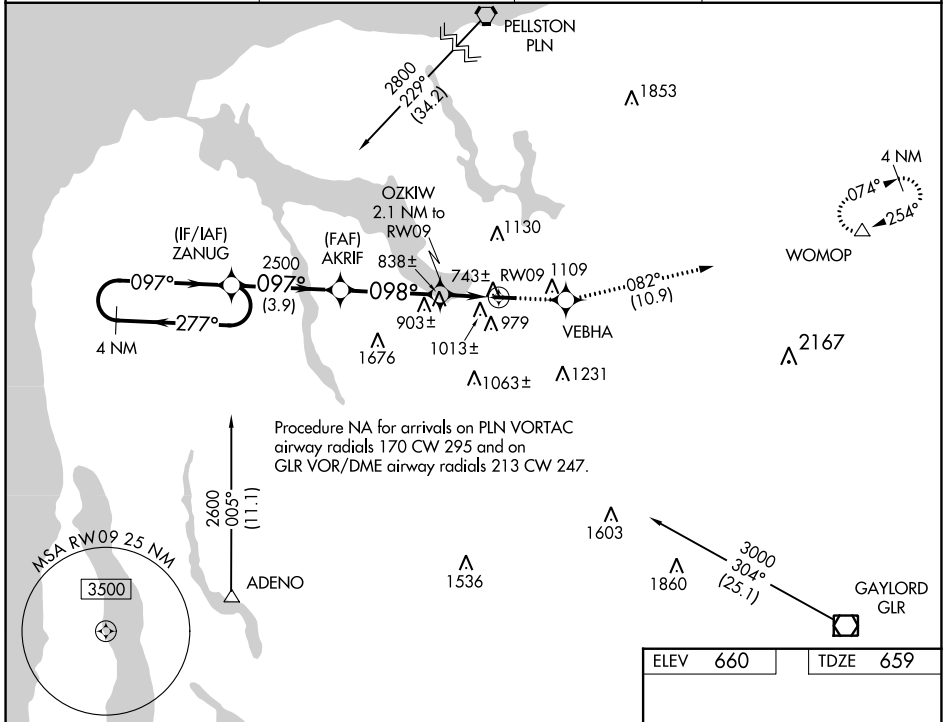 PELLSTON
PLN
2800
229°
(34.2)
1853
4 NM
074°
254°
WOMOP
OZKIW
2.1 NM to
RW09
1130
(IF/IAF)
ZANUG
(FAF)
AKRIF
838±
743±
RW09
1109
097°
2500
097°
(3.9)
098°
082°
(10.9)
277°
4 NM
903±
979
VEBHA
1013±
1676
2167
1063±
1231
Procedure NA for arrivals on PLN VORTAC
airway radials 170 CW 295 and on
GLR VOR/DME airway radials 213 CW 247.
2600
005°
(11.1)
MSA RW09 25 NM
3500
ADENO
1536
1603
1860
3000
304°
(25.1)
GAYLORD
GLR
ELEV 660
TDZE 659